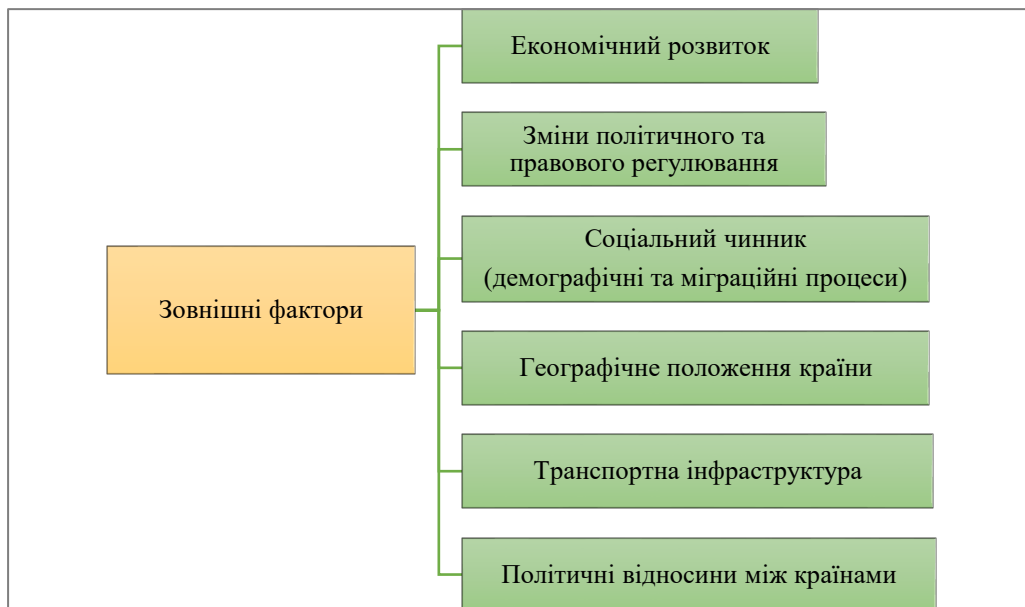 Економічний розвиток
Зміни політичного та
правового регулювання
Соціальний чинник
(демографічні та міграційні процеси)
Зовнішні фактори
Географічне положення країни
Транспортна інфраструктура
Політичні відносини між країнами